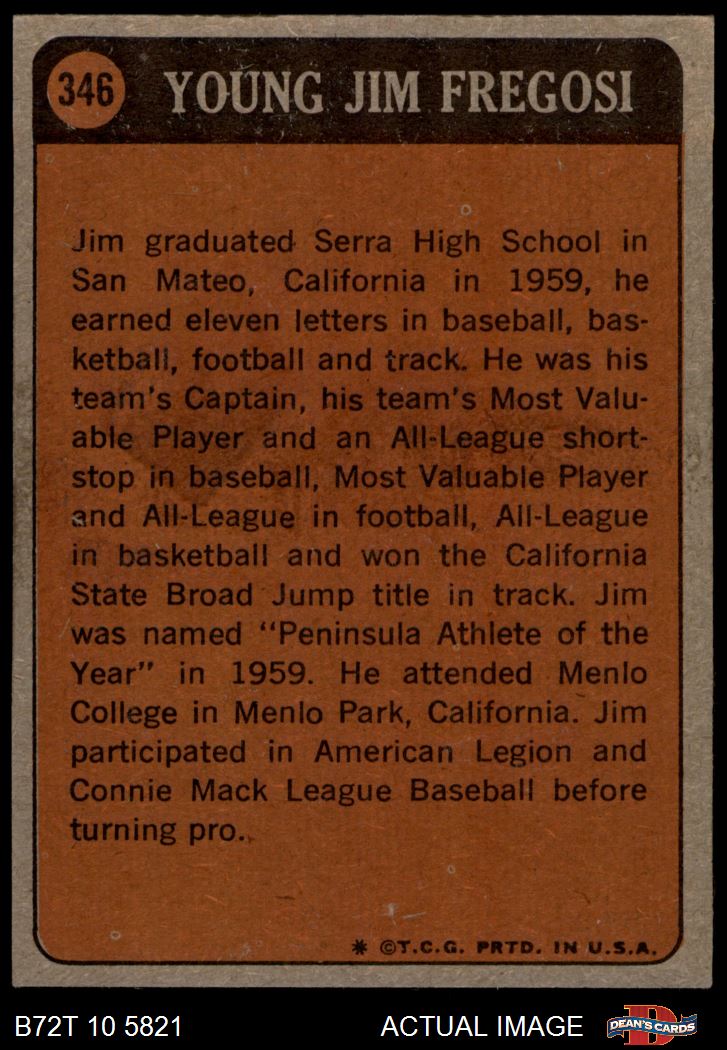 346 YOUNG JIM FREGOSI
Jim graduated Serra High School in
San Mateo, California in 1959, he
earned eleven letters in baseball, bas-
ketball, football and track. He was his
team's Captain, his team's Most Valu-
able Player and an All-League short-
stop in baseball, Most Valuable Player
and All-League in football, All-League
in basketball and won the California
State Broad Jump title in track. Jim
was named "Peninsula Athlete of the
Year" in 1959. He attended Menlo
College in Menlo Park, California. Jim
participated in American Legion and
Connie Mack League Baseball before
turning pro.
* ©T.C.G. PRTD. IN U.S.A.
B72T 10 5821 ACTUAL IMAGE D DEAN'S CARDS